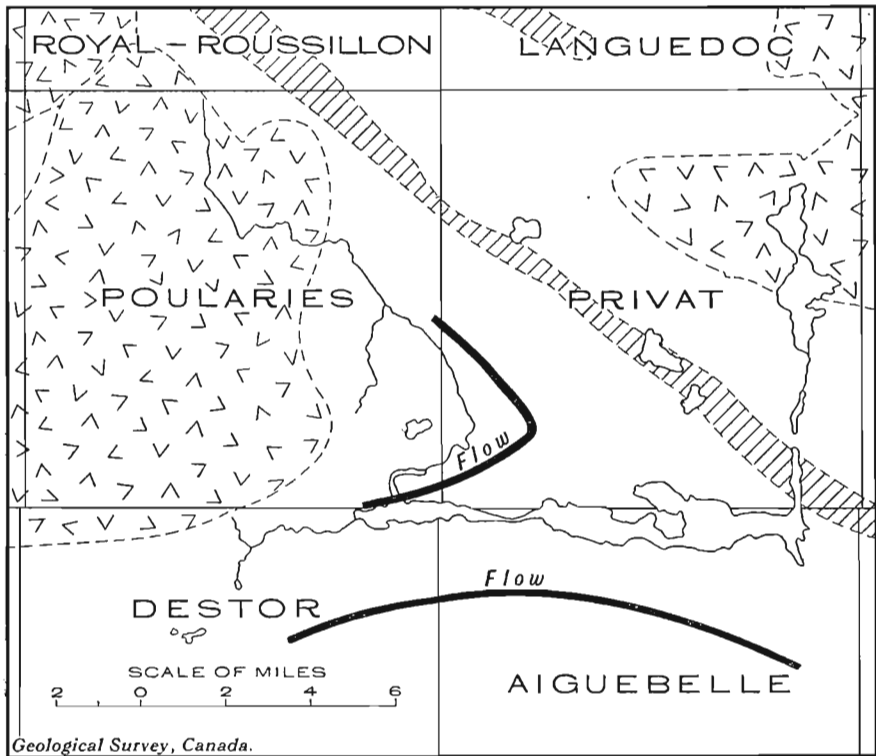 ROYAL-ROUSSILLON
LANGUEDOC
POULARIES
PRIVAT
Flow
Flow
DESTOR
SCALE OF MILES
2 0 2 4 6
AIGUEBELLE
Geological Survey, Canada.